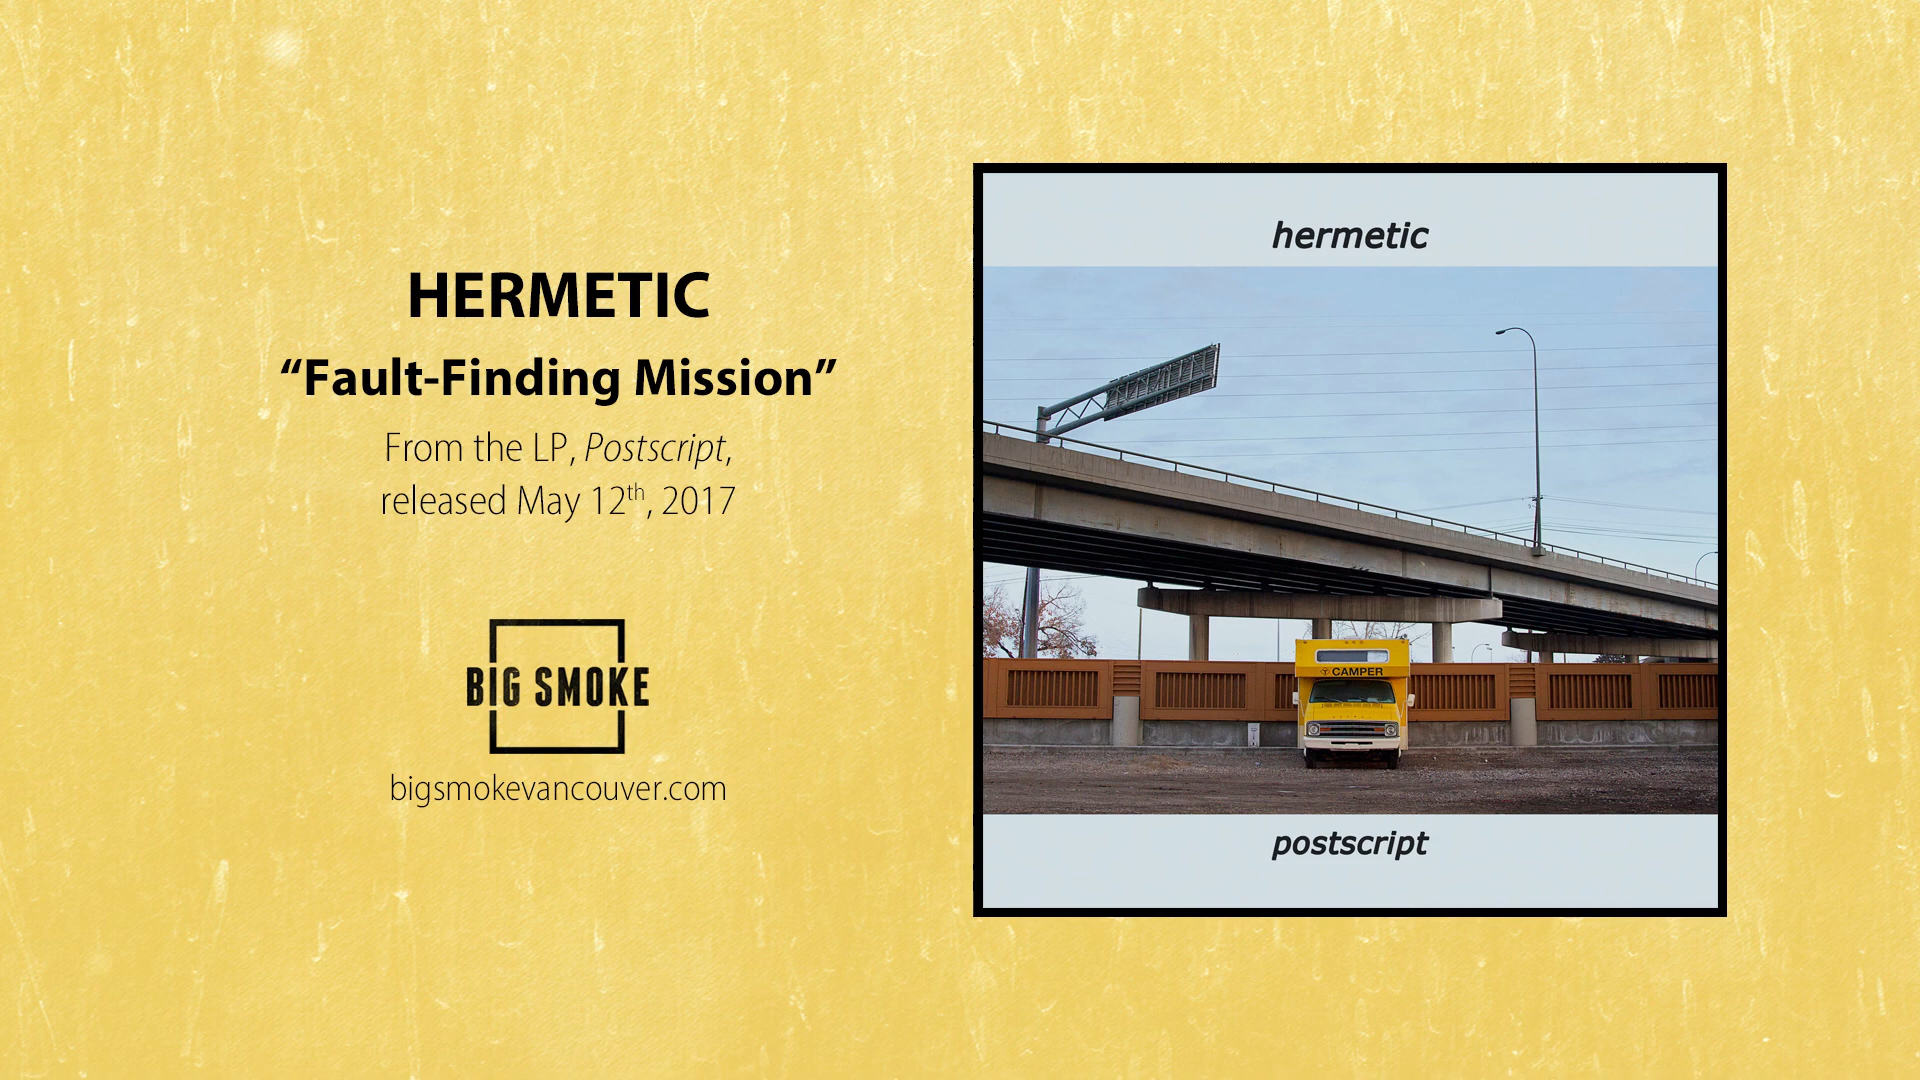 HERMETIC
“Fault-Finding Mission”
From the LP, Postscript,
released May 12th, 2017
BIG SMOKE
bigsmokevancouver.com
hermetic
CAMPER
postscript